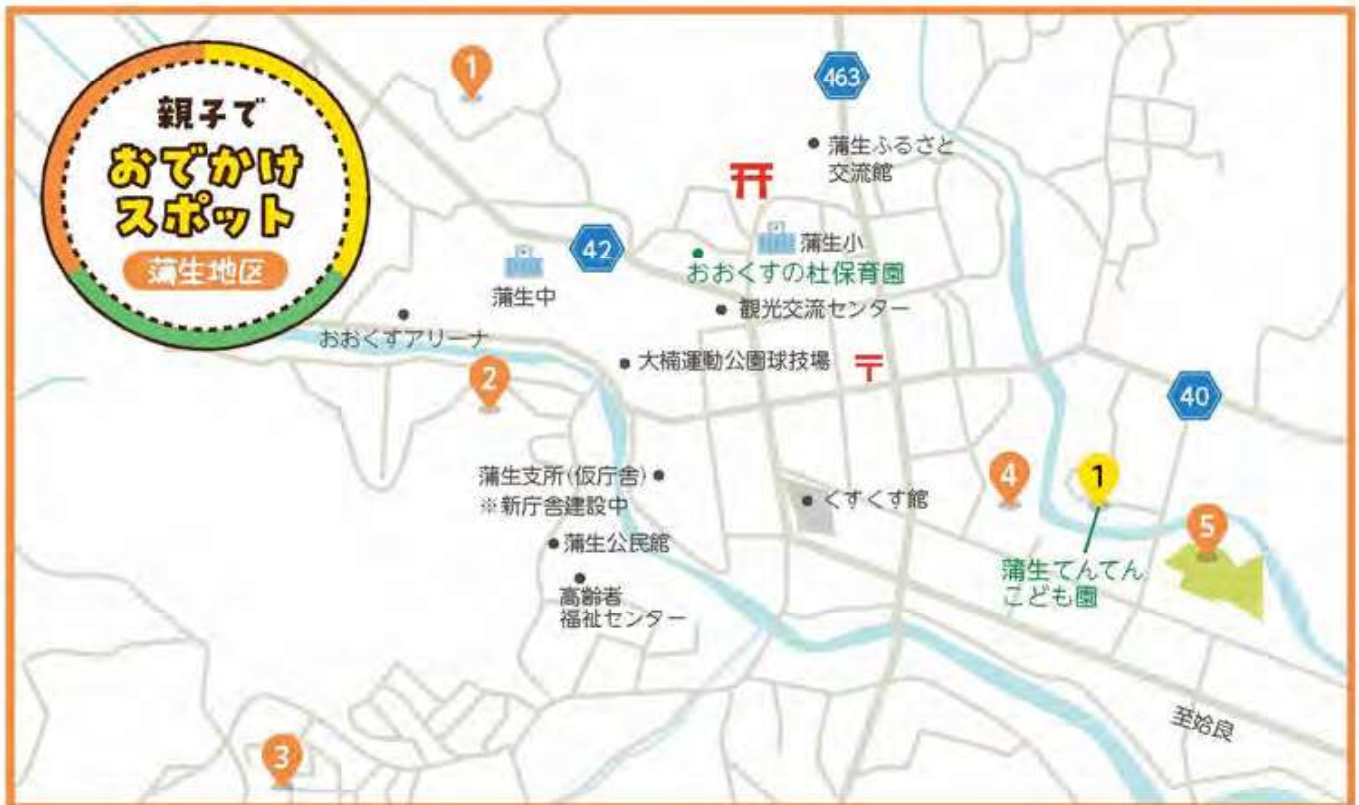 親子で
おでかけ
スポット
蒲生地区
1
463
蒲生ふるさと
交流館
42
蒲生小
おおくすの杜保育園
蒲生中
観光交流センター
おおくすアリーナ
大楠運動公園球技場
〒
2
40
蒲生支所(仮庁舎)
※新庁舎建設中
くすくす館
4
1
5
蒲生公民館
蒲生てんてん
こども園
高齢者
福祉センター
至姶良
3